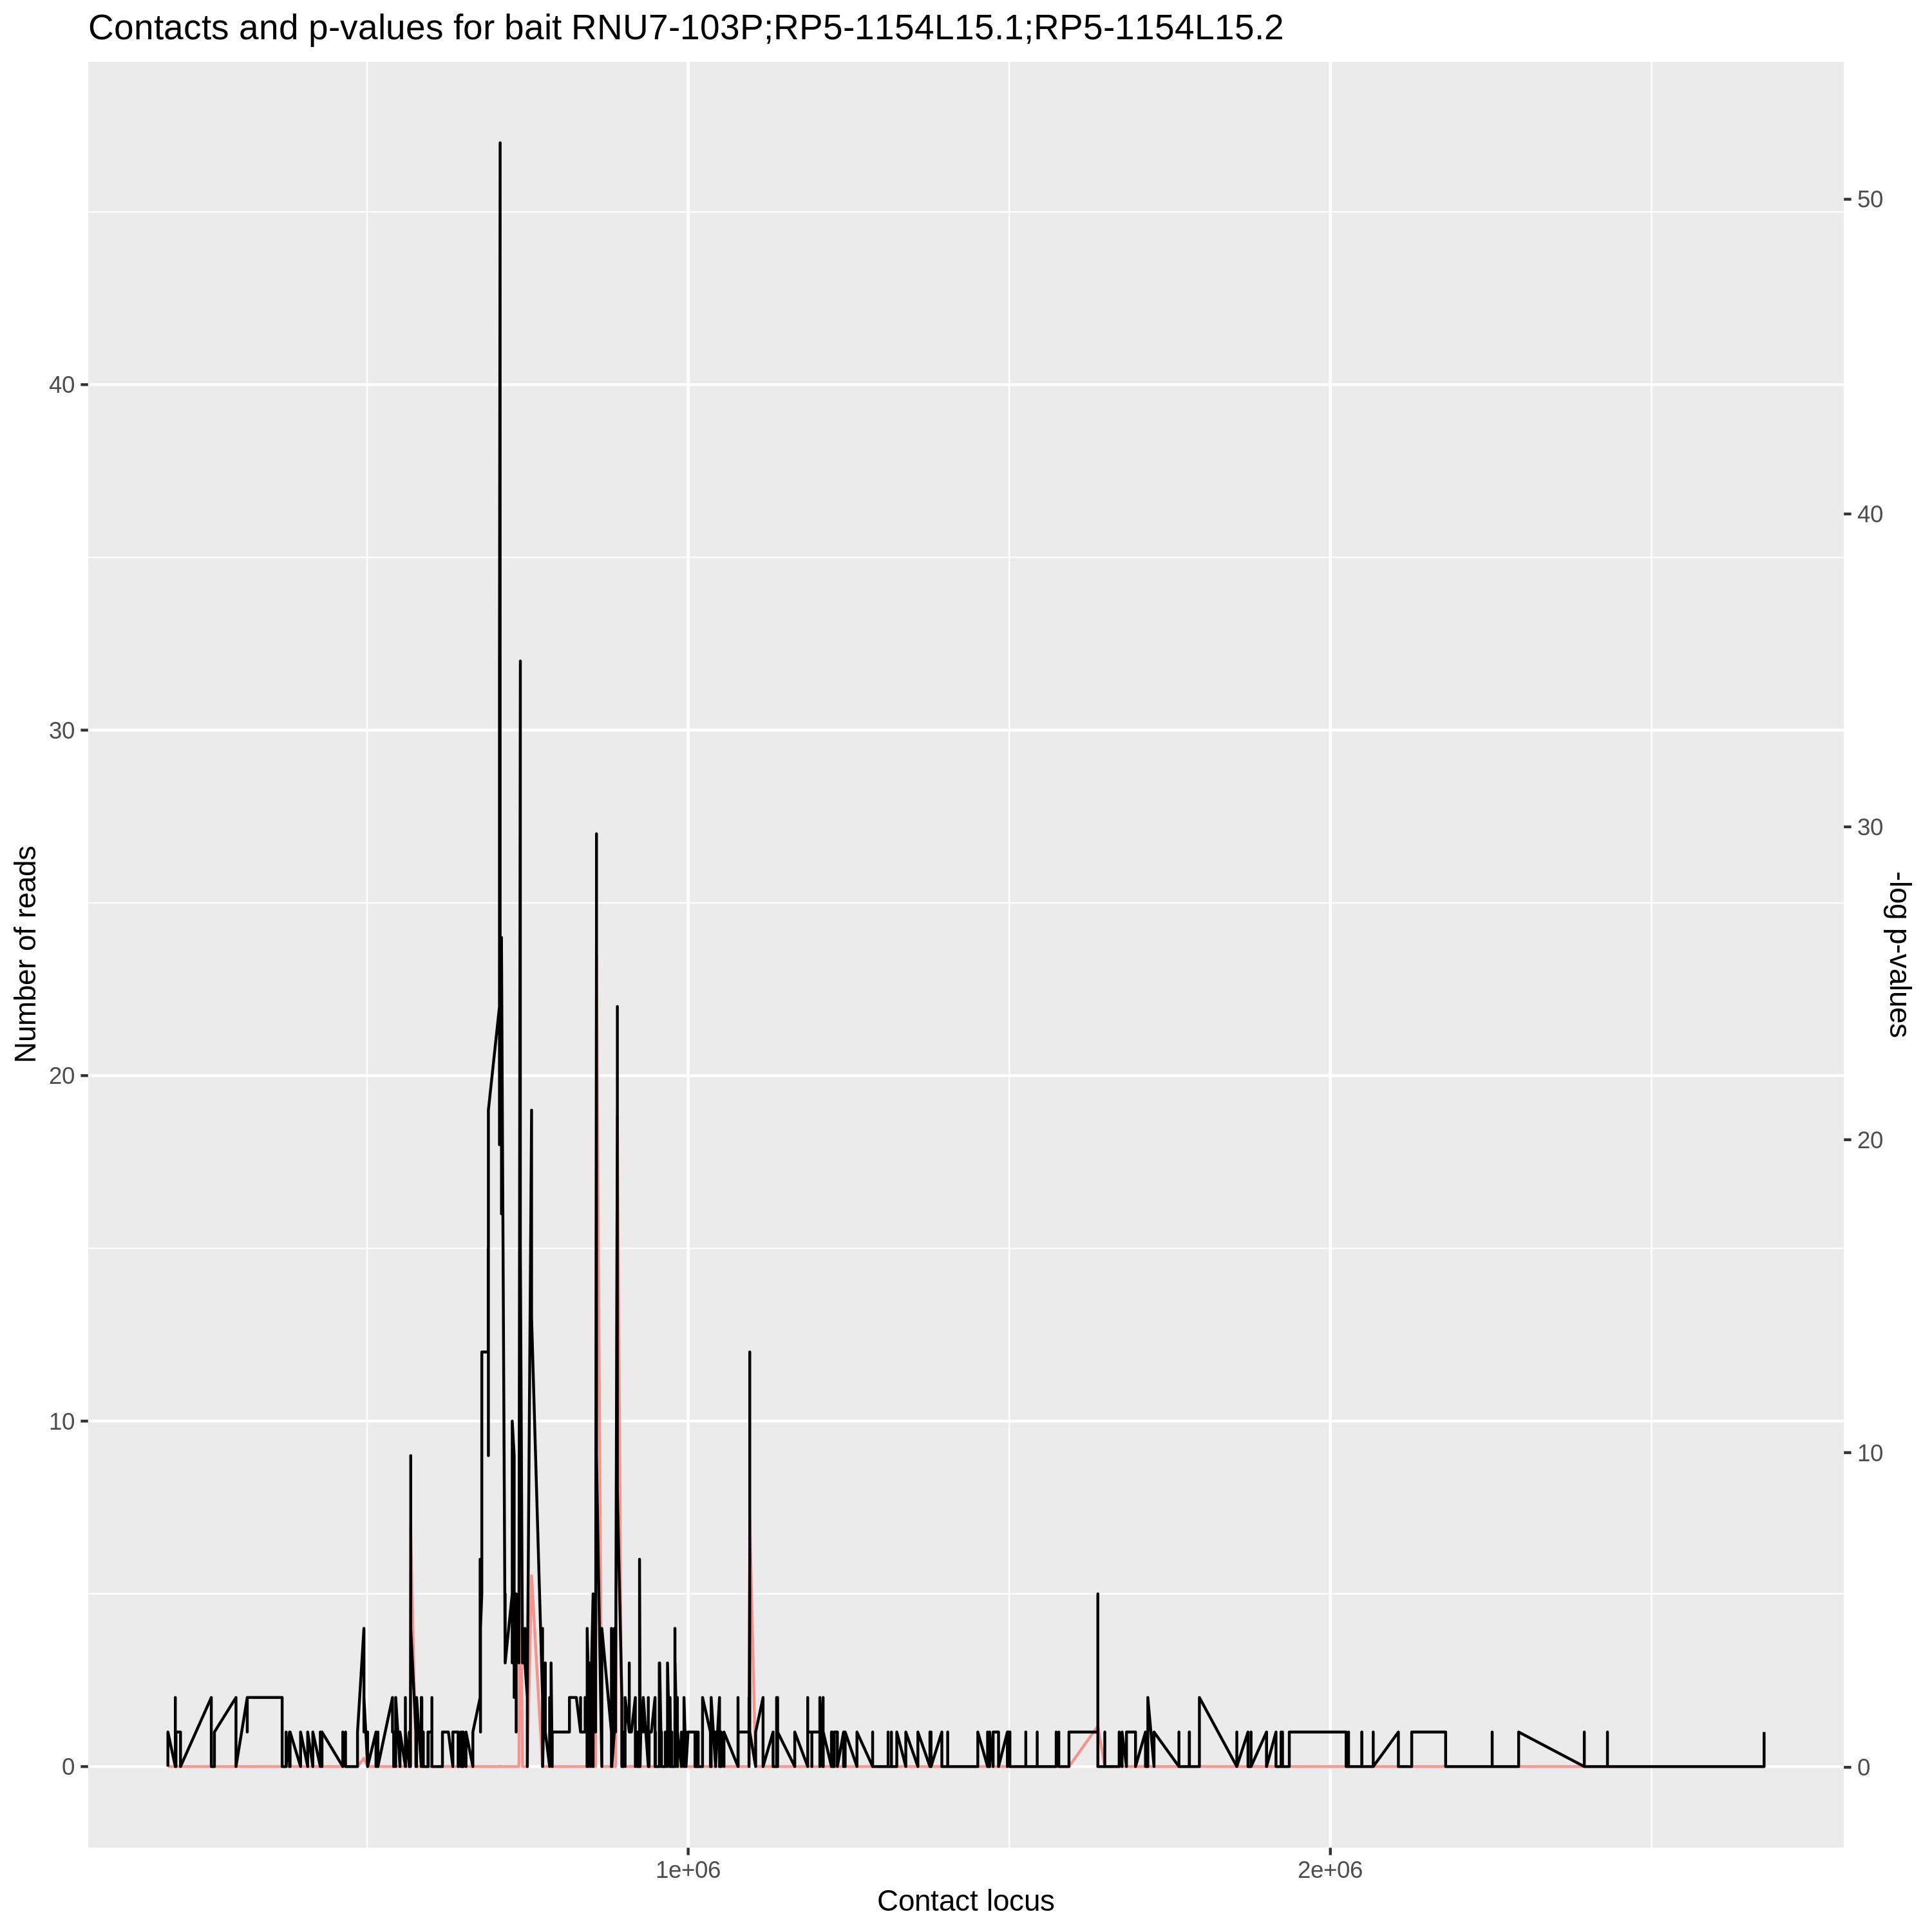 Contacts and p-values for bait RNU7-103P;RP5-1154L15.1;RP5-1154L15.2
Number of reads
40
30
20
10
0
50
40
30
20
10
0
-log p-values
1e+06
2e+06
Contact locus